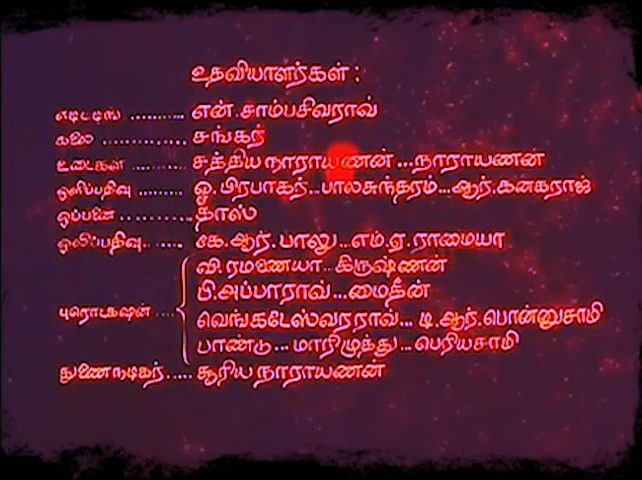 உதவியாளர்கள் :
எடிட்டிங் .......... என்.சாம்பசிவராவ்
கலை ............. சங்கர்
உடைகள் .......... சத்திய நாராயணன் ... நாராயணன்
ஒளிப்பதிவு ......... ஓ.பிரபாகர்...பாலசுந்தரம்...ஆர்.கனகராஜ்
ஒப்பனை .......... தாஸ்
ஒலிப்பதிவு. ...... கே.ஆர்.பாலு...எம்.ஏ.ராமையா
வி.ரமணையா...கிருஷ்ணன்
பி.அப்பாராவ்...மைதீன்
புரொடக்ஷன் .... வெங்கடேஸ்வரராவ்... டி.ஆர்.பொன்னுசாமி
பாண்டு ... மாரிமுத்து ... பெரியசாமி
துணைநடிகர். .... சூரிய நாராயணன்